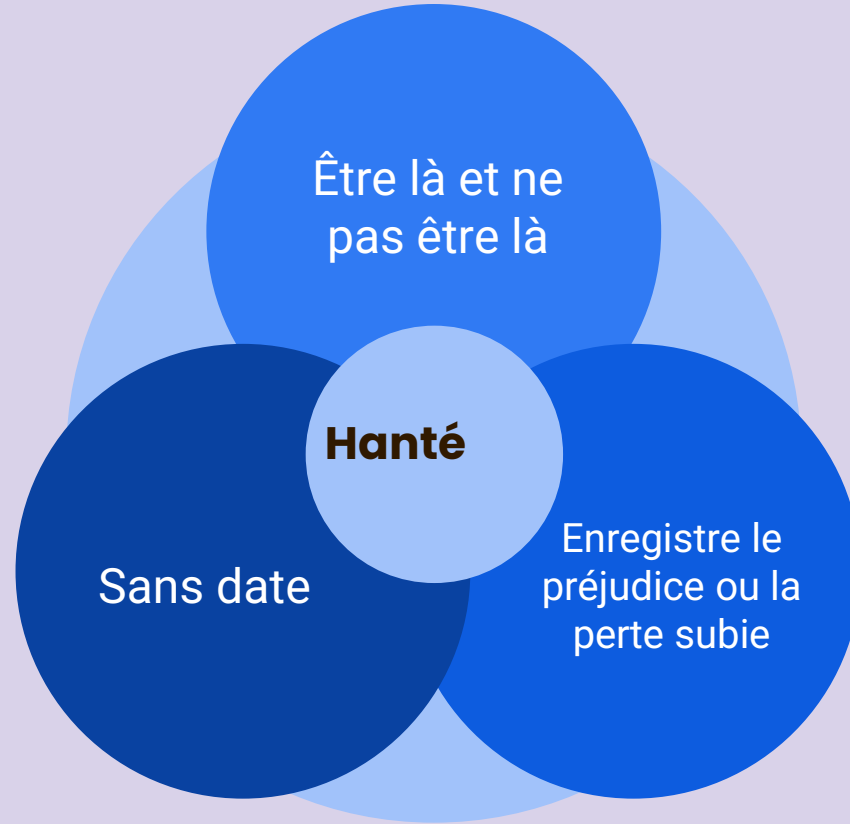 Être là et ne
pas être là
Hanté
Sans date
Enregistre le
préjudice ou la
perte subie